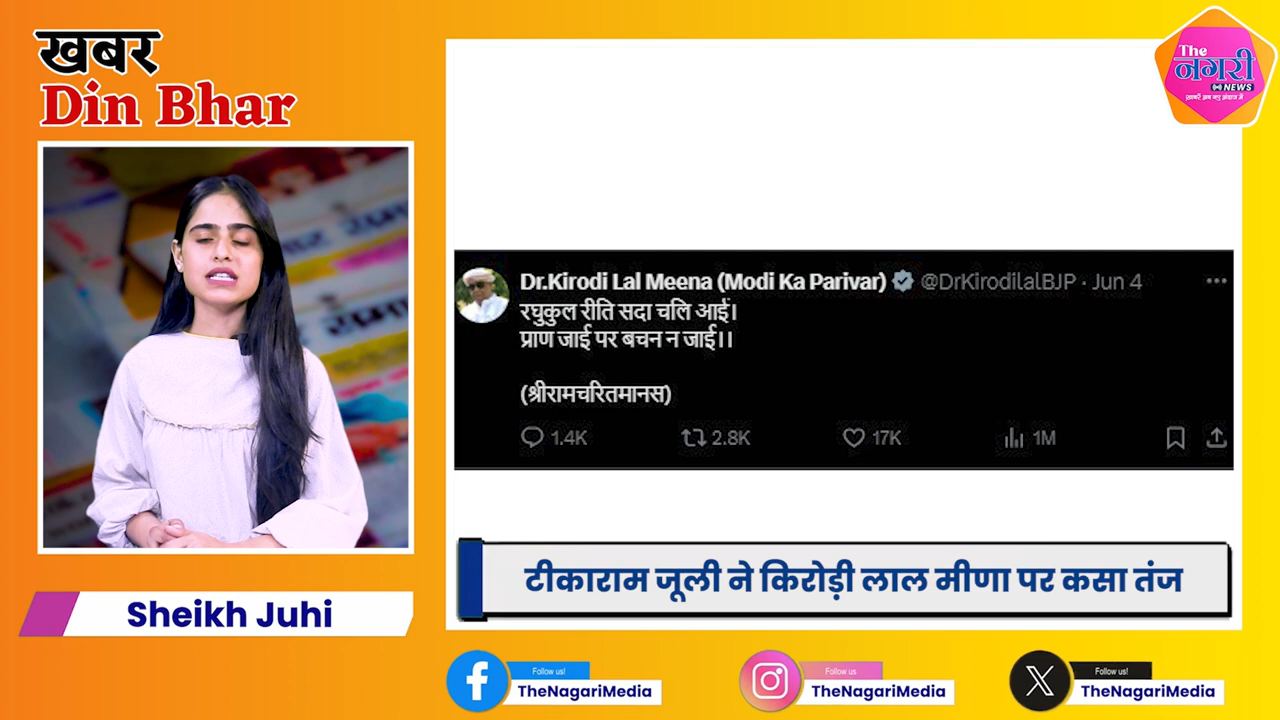 खबर
Din Bhar
The
नगरी
NEWS
Dr.Kirodi Lal Meena (Modi Ka Parivar) @DrKirodilalBJP · Jun 4
रघुकुल रीति सदा चलि आई।
प्राण जाई पर बचन न जाई।।
(श्रीरामचरितमानस)
1.4K 2.8K 17K 1M
टीकाराम जूली ने किरोड़ी लाल मीणा पर कसा तंज
Sheikh Juhi
Follow us!
TheNagariMedia
Follow us
TheNagariMedia
Follow us!
TheNagariMedia